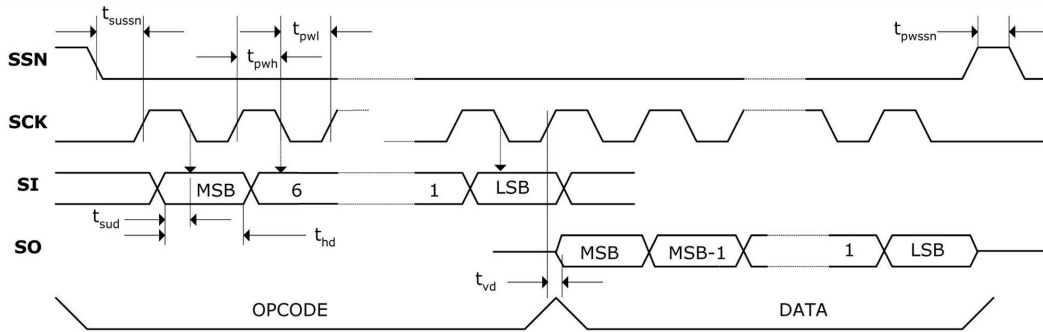 t_sussn
t_pwl
t_pwssn
SSN
t_pwh
SCK
SI
MSB
6
1
LSB
t_sud
t_hd
SO
MSB
MSB-1
1
LSB
t_vd
OPCODE
DATA